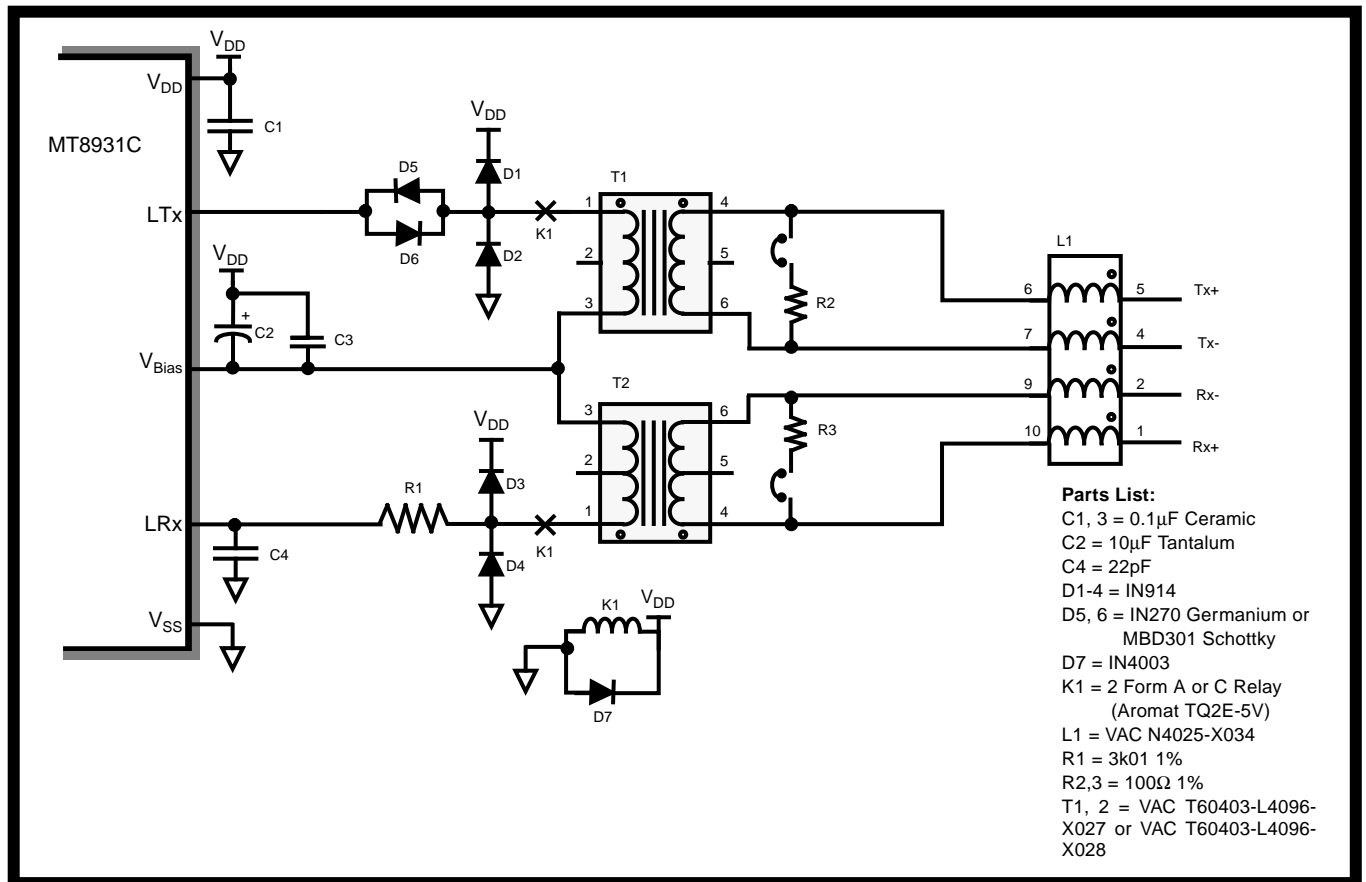 VDD
VDD
C1
MT8931C
VDD
D5
D1
T1
1
4
LTx
K1
D6
D2
2
5
L1
VDD
3
6
R2
6
5
Tx+
+
C2
C3
7
4
Tx-
VBias
T2
9
2
Rx-
VDD
3
6
R3
10
1
Rx+
2
5
R1
D3
1
4
LRx
K1
C4
D4
VSS
K1
VDD
D7
Parts List:
C1, 3 = 0.1µF Ceramic
C2 = 10µF Tantalum
C4 = 22pF
D1-4 = IN914
D5, 6 = IN270 Germanium or
MBD301 Schottky
D7 = IN4003
K1 = 2 Form A or C Relay
(Aromat TQ2E-5V)
L1 = VAC N4025-X034
R1 = 3k01 1%
R2,3 = 100Ω 1%
T1, 2 = VAC T60403-L4096-
X027 or VAC T60403-L4096-
X028